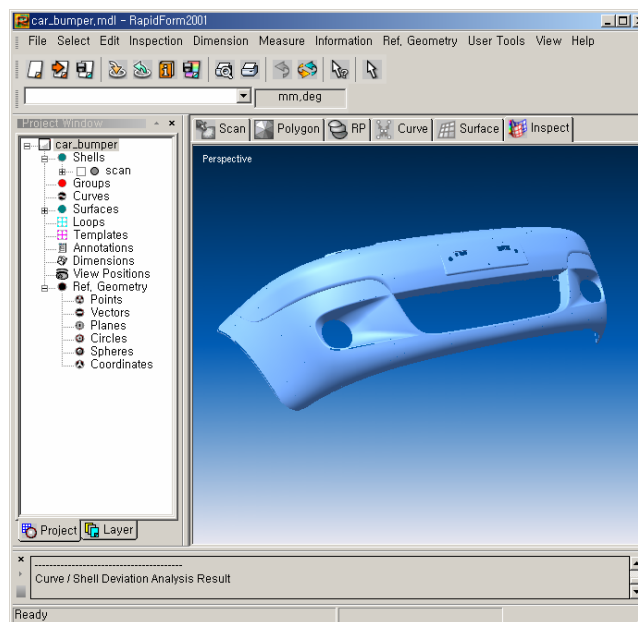 car_bumper,mdl - RapidForm2001
File Select Edit Inspection Dimension Measure Information Ref, Geometry User Tools View Help
mm,deg
Project Window
Scan Polygon RP Curve Surface Inspect
car_bumper
Shells
scan
Groups
Curves
Surfaces
Loops
Templates
Annotations
Dimensions
View Positions
Ref, Geometry
Points
Vectors
Planes
Circles
Spheres
Coordinates
Perspective
Project Layer
----------------------------------------
Curve / Shell Deviation Analysis Result
Ready